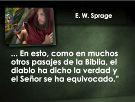 E. W. Sprage
... En esto, como en muchos
otros pasajes de la Biblia, el
diablo ha dicho la verdad y
el Señor se ha equivocado.”